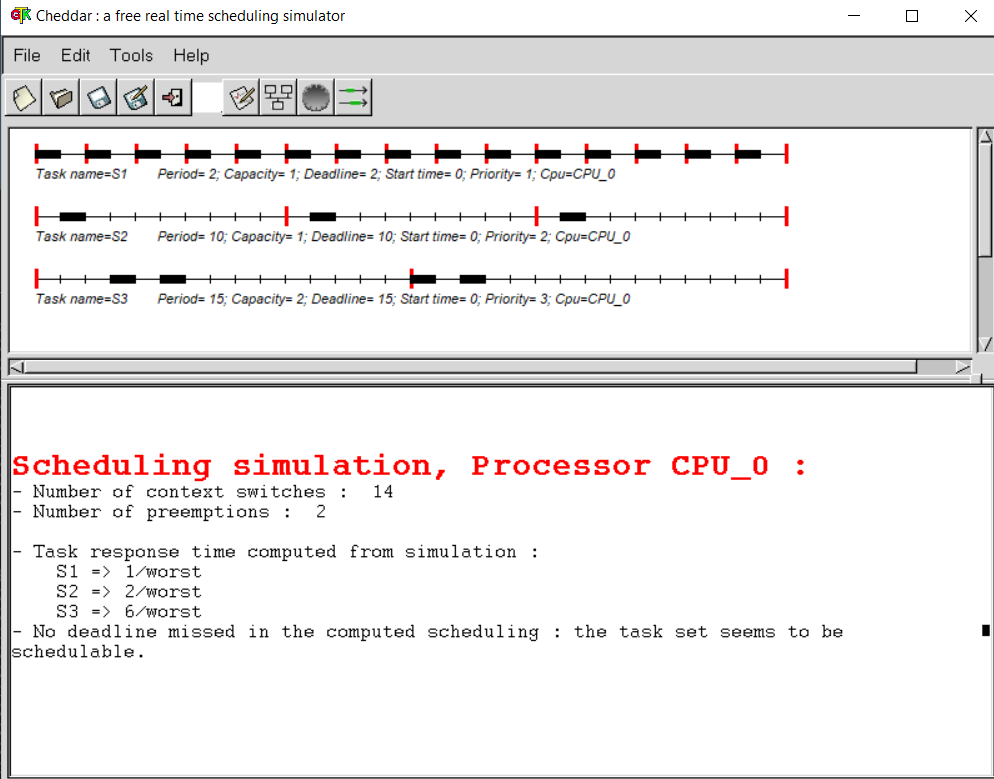 Cheddar : a free real time scheduling simulator
File Edit Tools Help
Task name=S1 Period= 2; Capacity= 1; Deadline= 2; Start time= 0; Priority= 1; Cpu=CPU_0
Task name=S2 Period= 10; Capacity= 1; Deadline= 10; Start time= 0; Priority= 2; Cpu=CPU_0
Task name=S3 Period= 15; Capacity= 2; Deadline= 15; Start time= 0; Priority= 3; Cpu=CPU_0
Scheduling simulation, Processor CPU_0 :
- Number of context switches : 14
- Number of preemptions : 2
- Task response time computed from simulation :
S1 => 1/worst
S2 => 2/worst
S3 => 6/worst
- No deadline missed in the computed scheduling : the task set seems to be
schedulable.